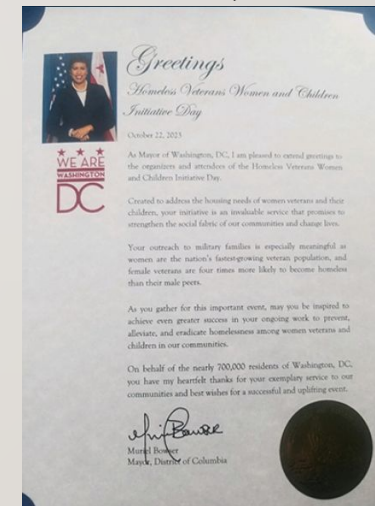 Greetings
Homeless Veterans Women and Children
Initiative Day
October 22, 2023
WE ARE
WASHINGTON
DC
As Mayor of Washington, DC, I am pleased to extend greetings to
the organizers and attendees of the Homeless Veterans Women
and Children Initiative Day.
Created to address the housing needs of women veterans and their
children, your initiative is an invaluable service that promises to
strengthen the social fabric of our communities and change lives.
Your outreach to military families is especially meaningful as
women are the nation's fastest-growing veteran population, and
female veterans are four times more likely to become homeless
than their male peers.
As you gather for this important event, may you be inspired to
achieve even greater success in your ongoing work to prevent,
alleviate, and eradicate homelessness among women veterans and
children in our communities.
On behalf of the nearly 700,000 residents of Washington, DC,
you have my heartfelt thanks for your exemplary service to our
communities and best wishes for a successful and uplifting event.
Muriel Bowser
Mayor, District of Columbia